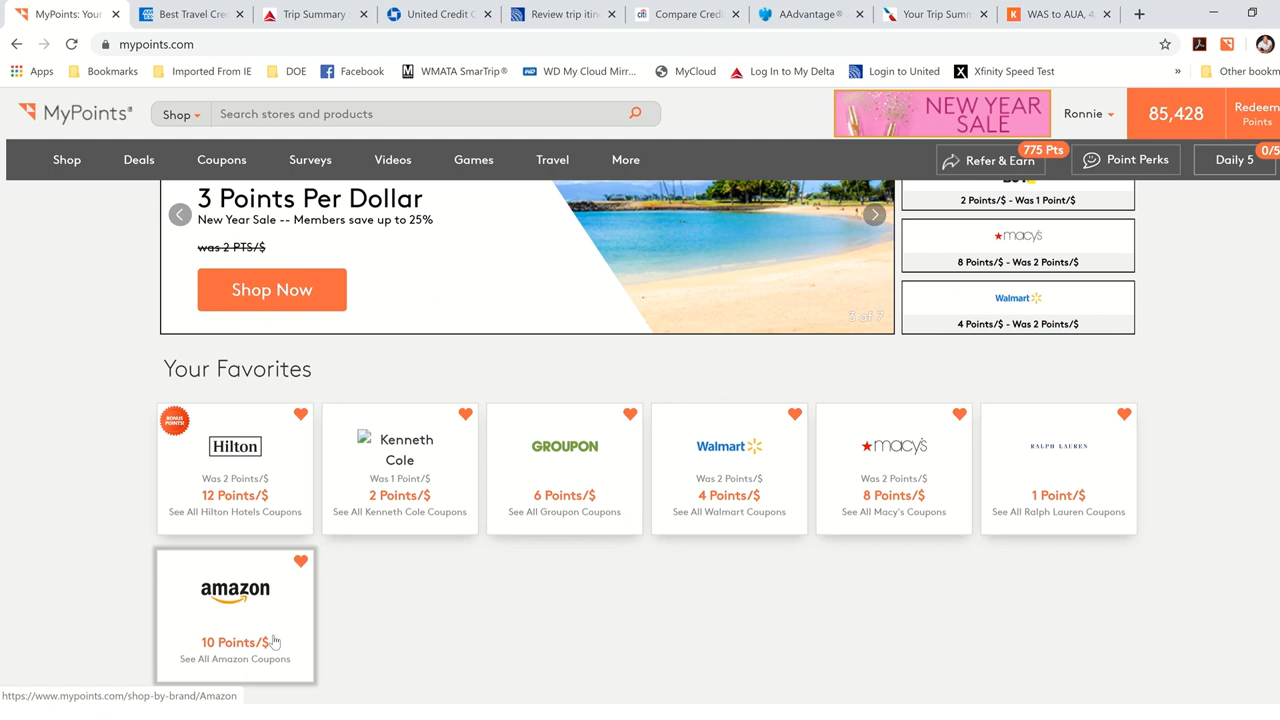 MyPoints: Your
Best Travel Cre
Trip Summary
United Credit C
Review trip itin
Compare Credi
AAdvantage®
Your Trip Summ
WAS to AUA, 4
mypoints.com
Apps
Bookmarks
Imported From IE
DOE
Facebook
WMATA SmarTrip®
WD My Cloud Mirr...
MyCloud
Log In to My Delta
Login to United
Xfinity Speed Test
»
Other bookm
MyPoints®
Shop
Search stores and products
NEW YEAR
SALE
Ronnie
85,428
Redeem
Points
Shop
Deals
Coupons
Surveys
Videos
Games
Travel
More
775 Pts
Refer & Earn
Point Perks
Daily 5
0/5
3 Points Per Dollar
New Year Sale -- Members save up to 25%
was 2 PTS/$
Shop Now
3 of 7
2 Points/$ - Was 1 Point/$
macy's
8 Points/$ - Was 2 Points/$
Walmart
4 Points/$ - Was 2 Points/$
Your Favorites
BONUS
POINTS!
Hilton
Was 2 Points/$
12 Points/$
See All Hilton Hotels Coupons
Kenneth
Cole
Was 1 Point/$
2 Points/$
See All Kenneth Cole Coupons
GROUPON
6 Points/$
See All Groupon Coupons
Walmart
Was 2 Points/$
4 Points/$
See All Walmart Coupons
macy's
Was 2 Points/$
8 Points/$
See All Macy's Coupons
RALPH LAUREN
1 Point/$
See All Ralph Lauren Coupons
amazon
10 Points/$
See All Amazon Coupons
https://www.mypoints.com/shop-by-brand/Amazon